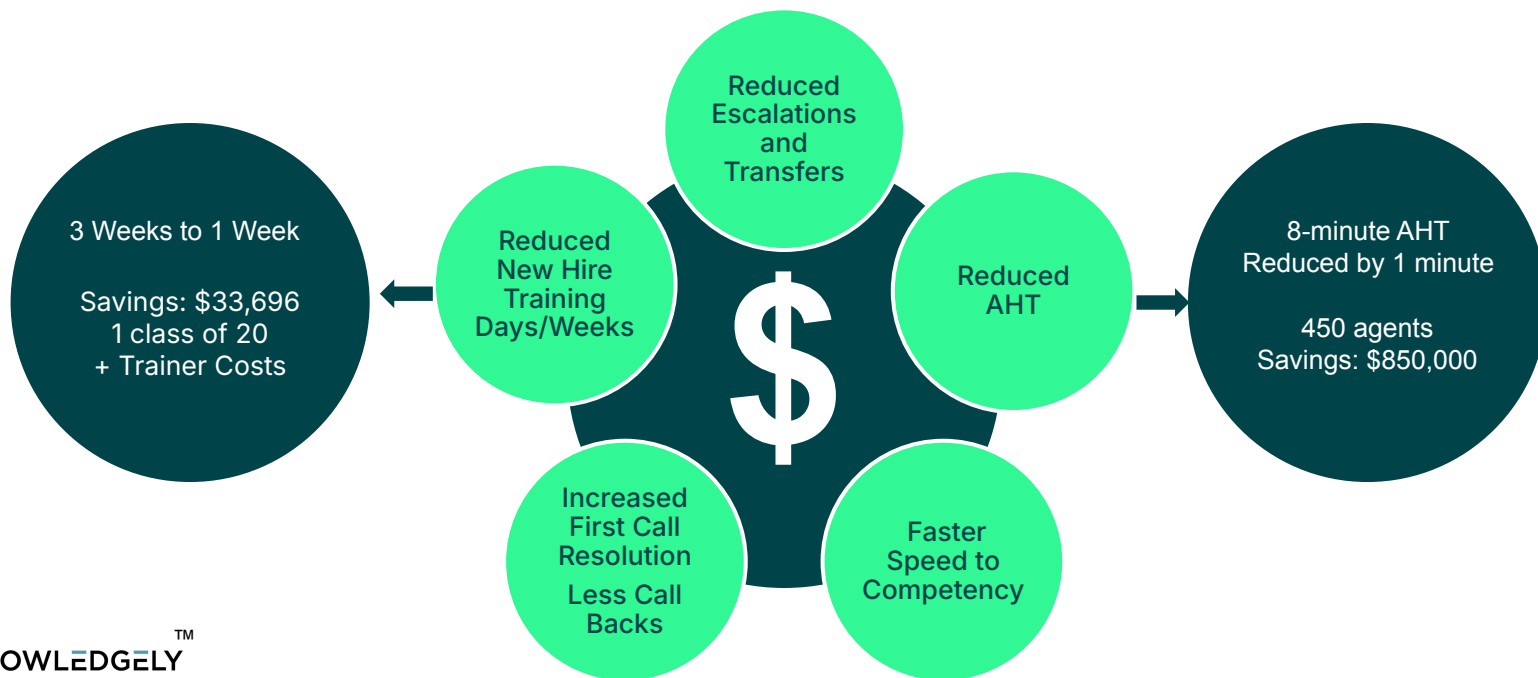 Reduced
Escalations
and
Transfers
3 Weeks to 1 Week
Savings: $33,696
1 class of 20
+ Trainer Costs
Reduced
New Hire
Training
Days/Weeks
$
Reduced
AHT
8-minute AHT
Reduced by 1 minute
450 agents
Savings: $850,000
Increased
First Call
Resolution
Less Call
Backs
Faster
Speed to
Competency
OWLEDGELY™